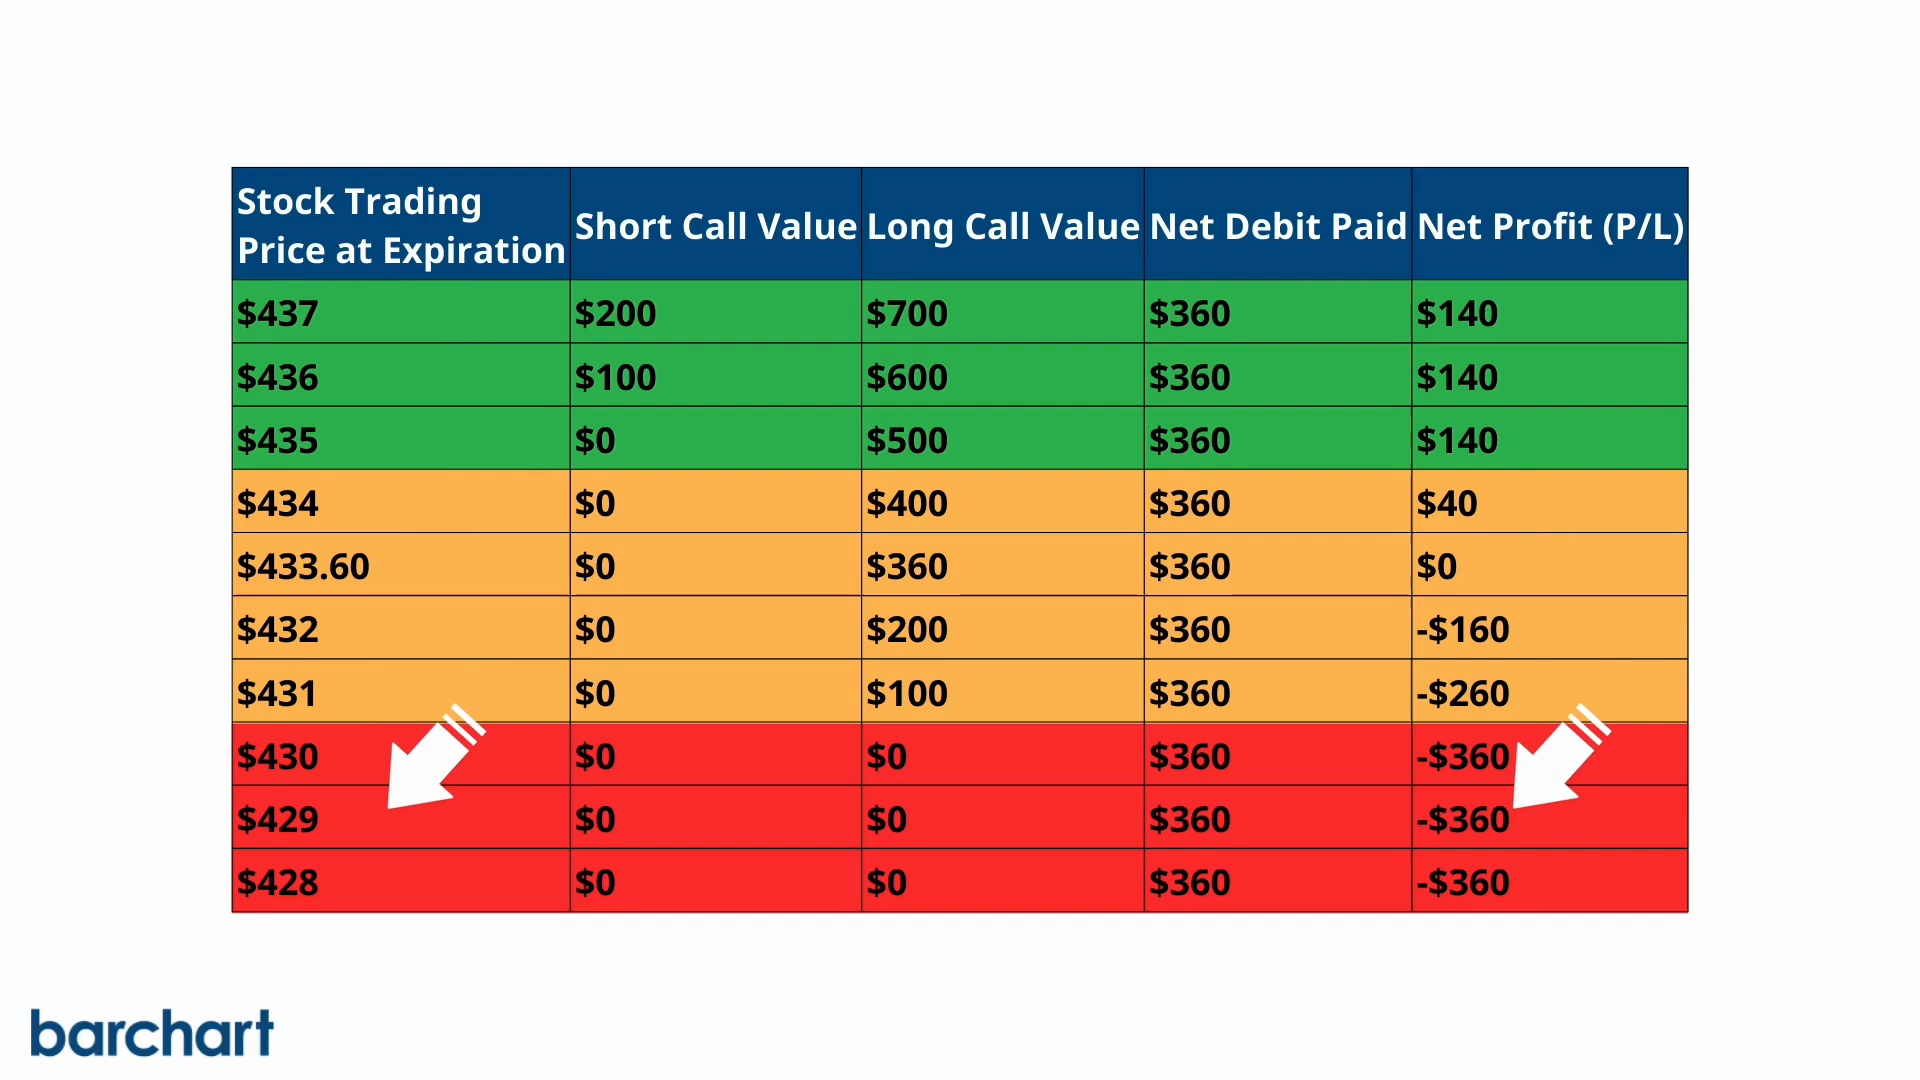 Stock Trading
Price at Expiration Short Call Value Long Call Value Net Debit Paid Net Profit (P/L)
$437 $200 $700 $360 $140
$436 $100 $600 $360 $140
$435 $0 $500 $360 $140
$434 $0 $400 $360 $40
$433.60 $0 $360 $360 $0
$432 $0 $200 $360 -$160
$431 $0 $100 $360 -$260
$430 $0 $0 $360 -$360
$429 $0 $0 $360 -$360
$428 $0 $0 $360 -$360
barchart